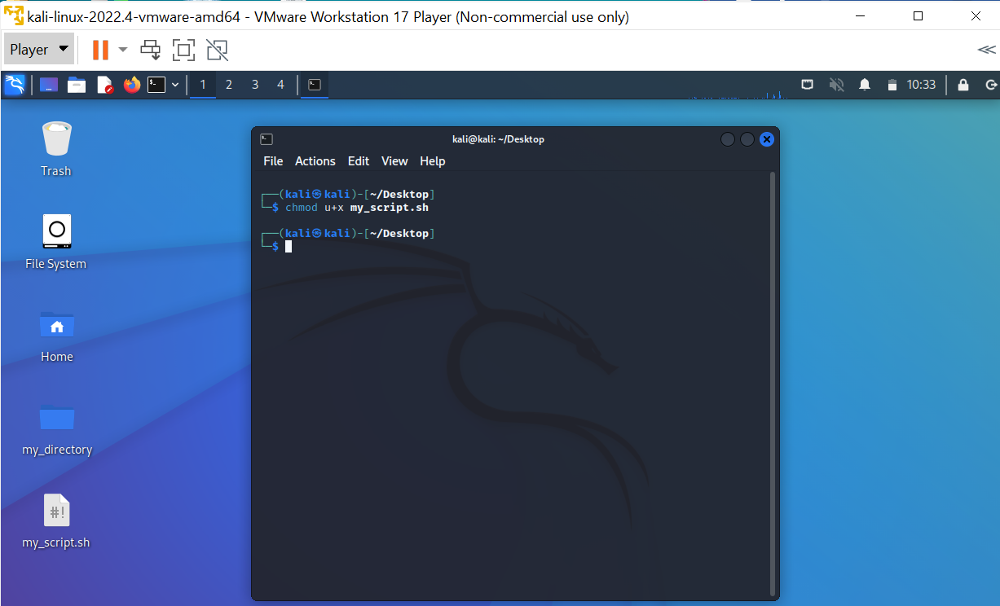 kali-linux-2022.4-vmware-amd64 - VMware Workstation 17 Player (Non-commercial use only)
Player
1 2 3 4 10:33
Trash
File System
Home
my_directory
#!
my_script.sh
kali@kali: ~/Desktop
File Actions Edit View Help
┌──(kali㉿kali)-[~/Desktop]
└─$ chmod u+x my_script.sh
┌──(kali㉿kali)-[~/Desktop]
└─$